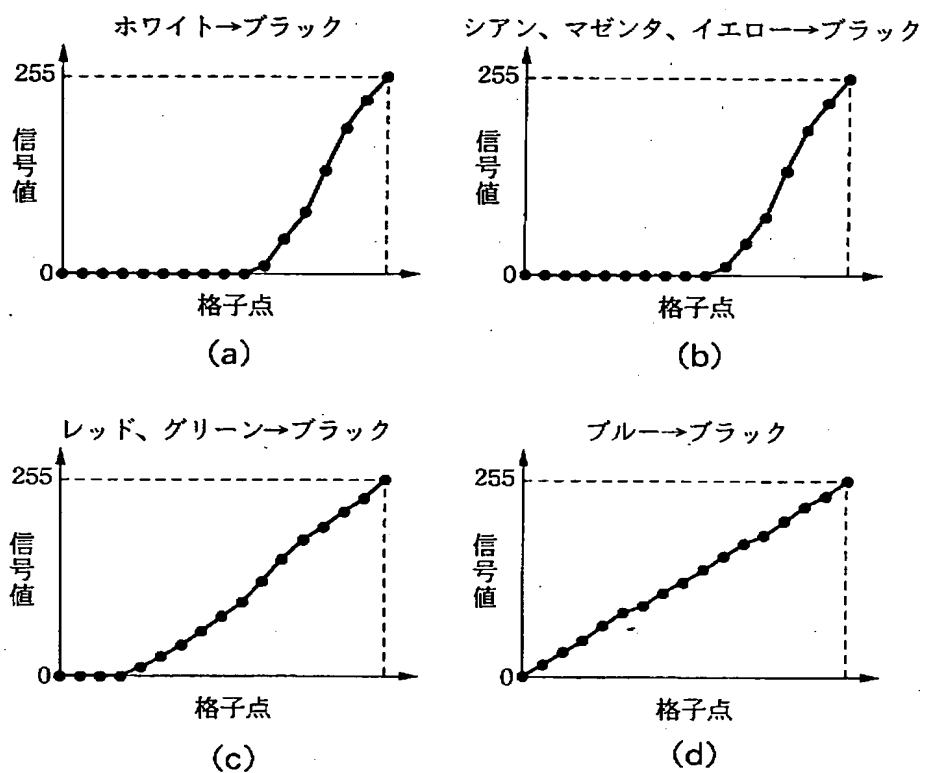 ホワイト→ブラック
255
信号値
0
格子点
(a)
シアン、マゼンタ、イエロー→ブラック
255
信号値
0
格子点
(b)
レッド、グリーン→ブラック
255
信号値
0
格子点
(c)
ブルー→ブラック
255
信号値
0
格子点
(d)